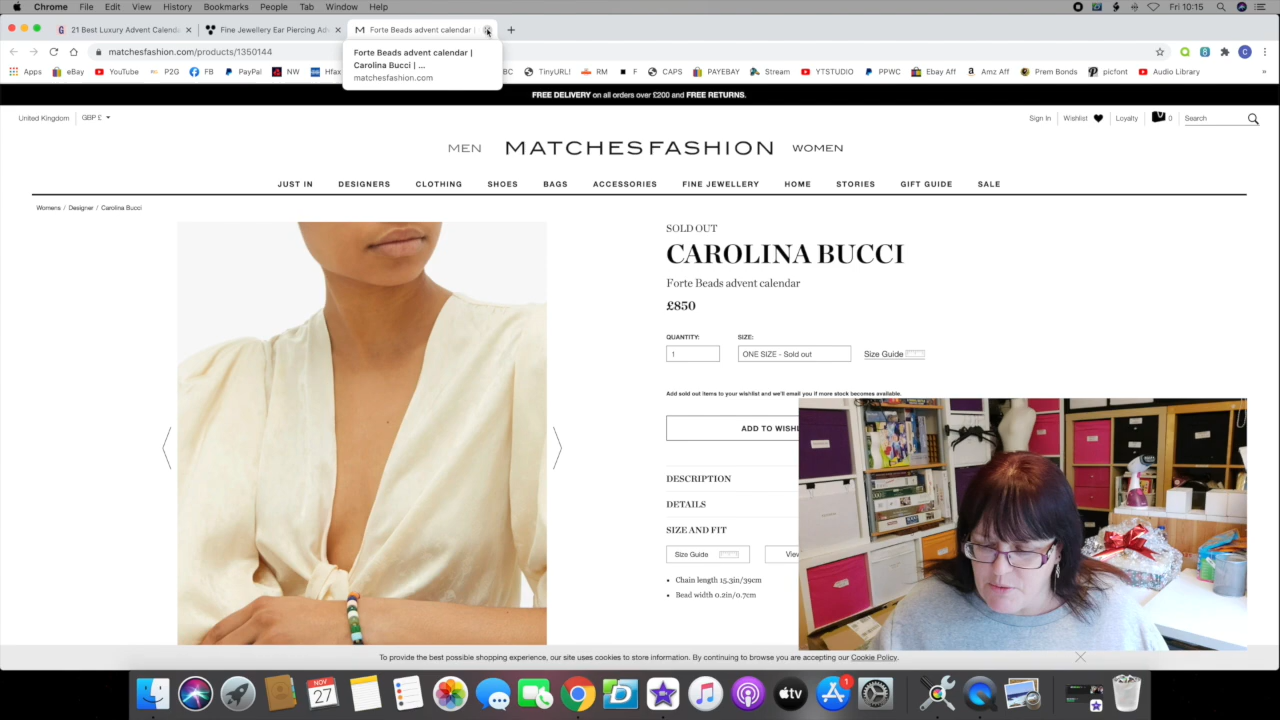 Chrome File Edit View History Bookmarks People Tab Window Help Fri 10:15
21 Best Luxury Advent Calend Fine Jewellery Ear Piercing Adv Forte Beads advent calendar |
matchesfashion.com/products/1350144
Forte Beads advent calendar |
Carolina Bucci | ...
matchesfashion.com
Apps eBay YouTube P2G FB PayPal NW Hfax BC TinyURL! RM F CAPS PAYEBAY Stream YTSTUDIO PPWC Ebay Aff Amz Aff Prem Bonds picfont Audio Library
FREE DELIVERY on all orders over £200 and FREE RETURNS.
United Kingdom GBP £ Sign In Wishlist Loyalty 0 Search
MEN MATCHESFASHION WOMEN
JUST IN DESIGNERS CLOTHING SHOES BAGS ACCESSORIES FINE JEWELLERY HOME STORIES GIFT GUIDE SALE
Womens / Designer / Carolina Bucci
SOLD OUT
CAROLINA BUCCI
Forte Beads advent calendar
£850
QUANTITY: SIZE:
1 ONE SIZE - Sold out Size Guide
Add sold out items to your wishlist and we'll email you if more stock becomes available.
ADD TO WISHL
DESCRIPTION
DETAILS
SIZE AND FIT
Size Guide View
• Chain length 15.3in/39cm
• Bead width 0.2in/0.7cm
To provide the best possible shopping experience, our site uses cookies to store information. By continuing to browse you are accepting our Cookie Policy.
NOV
27
tv
1